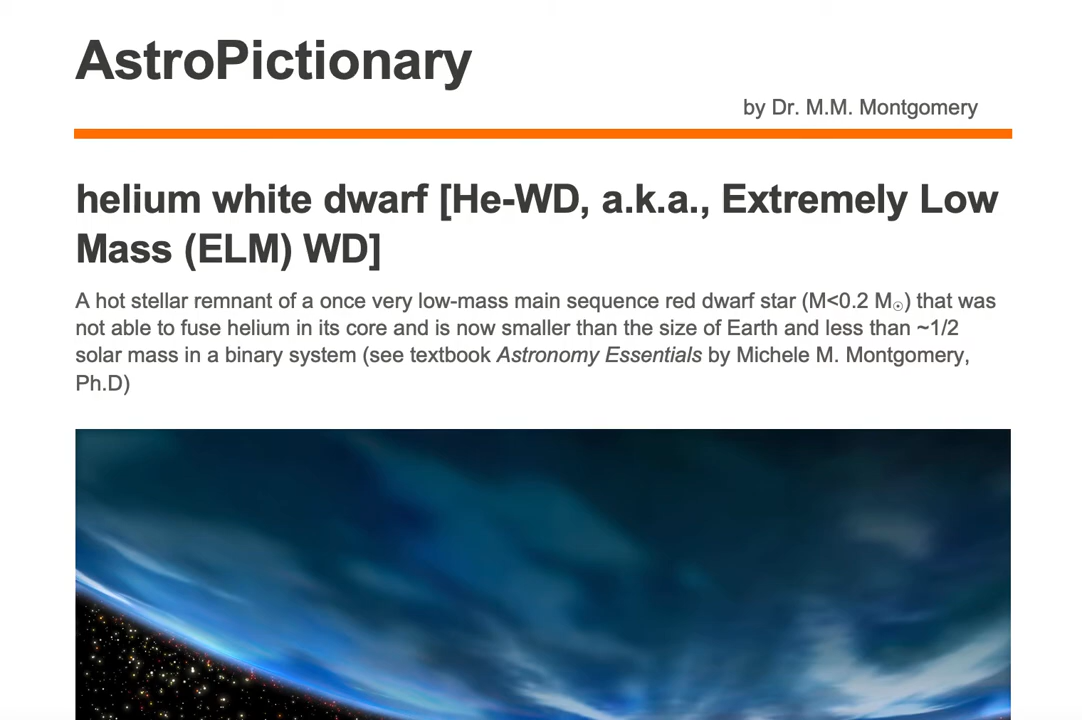 AstroPictionary
by Dr. M.M. Montgomery
helium white dwarf [He-WD, a.k.a., Extremely Low
Mass (ELM) WD]
A hot stellar remnant of a once very low-mass main sequence red dwarf star (M<0.2 M☉) that was
not able to fuse helium in its core and is now smaller than the size of Earth and less than ~1/2
solar mass in a binary system (see textbook Astronomy Essentials by Michele M. Montgomery,
Ph.D)